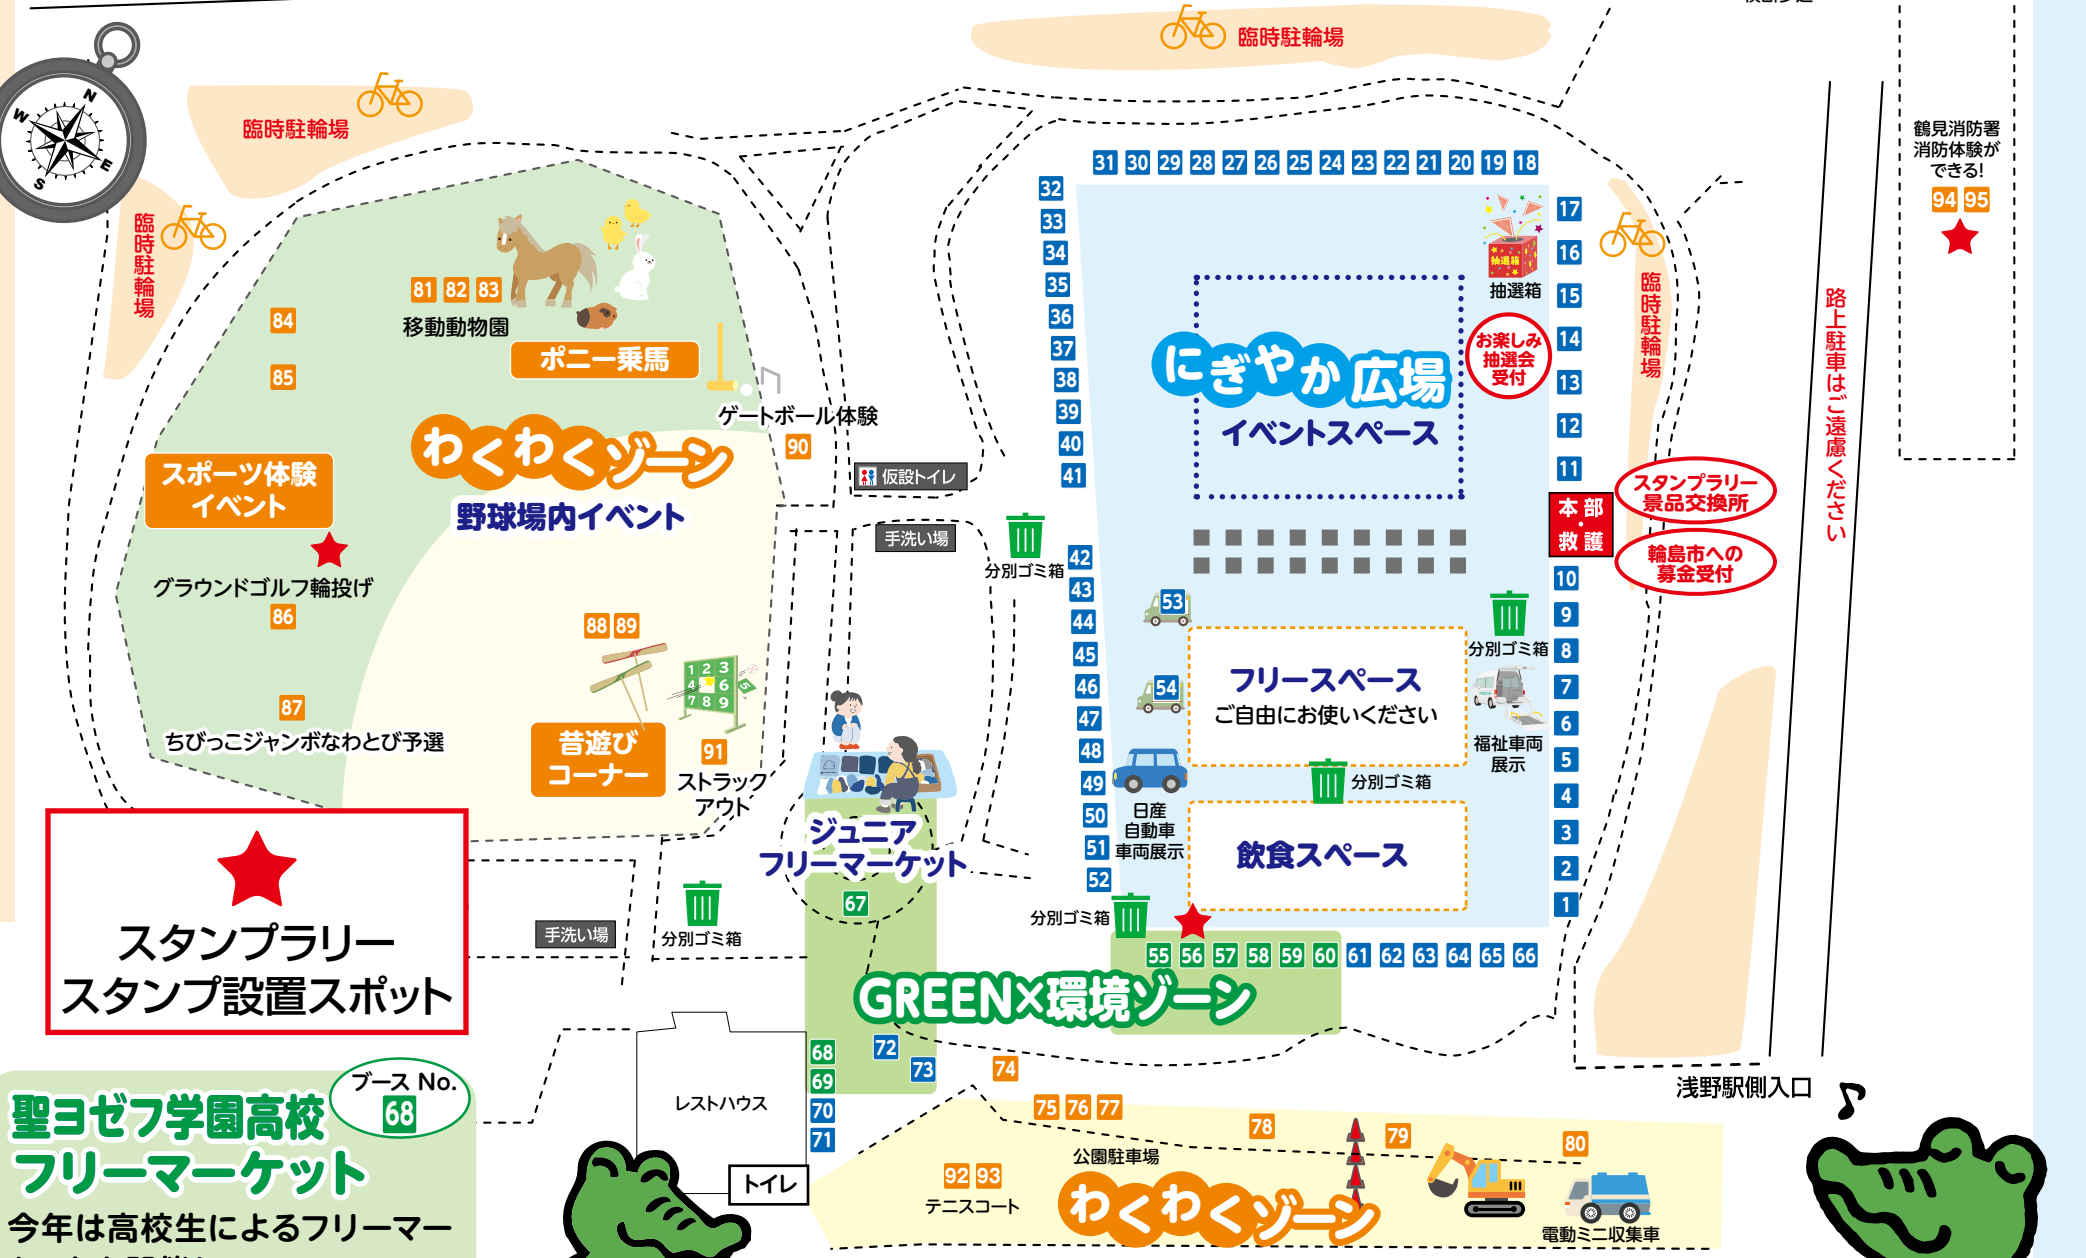 臨時駐輪場
臨時駐輪場
臨時駐輪場
N
W
E
S
鶴見消防署
消防体験が
できる!
94 95
31 30 29 28 27 26 25 24 23 22 21 20 19 18
32
33
34
35
36
37
38
39
40
41
42
43
44
45
46
47
48
49
50
51
52
17
16
15
14
13
12
11
10
9
8
7
6
5
4
3
2
1
抽選箱
抽選箱
お楽しみ
抽選会
受付
臨時駐輪場
路上駐車はご遠慮ください
にぎやか広場
イベントスペース
本部
・
救護
スタンプラリー
景品交換所
輪島市への
募金受付
81 82 83
移動動物園
ポニー乗馬
84
85
ゲートボール体験
90
わくわくゾーン
野球場内イベント
スポーツ体験
イベント
グラウンドゴルフ輪投げ
86
88 89
87
ちびっこジャンボなわとび予選
1 2 3
4 6 5
7 8 9
昔遊び
コーナー
91
ストラック
アウト
仮設トイレ
手洗い場
分別ゴミ箱
53
54
フリースペース
ご自由にお使いください
分別ゴミ箱
福祉車両
展示
分別ゴミ箱
日産
自動車
車両展示
飲食スペース
分別ゴミ箱
55 56 57 58 59 60 61 62 63 64 65 66
ジュニア
フリーマーケット
67
手洗い場
分別ゴミ箱
GREEN×環境ゾーン
スタンプラリー
スタンプ設置スポット
68
69
70
71
72
73
74
レストハウス
トイレ
75 76 77
78
79
80
92 93
テニスコート
公園駐車場
わくわくゾーン
電動ミニ収集車
浅野駅側入口
ブース No.
68
聖ヨゼフ学園高校
フリーマーケット
今年は高校生によるフリーマー